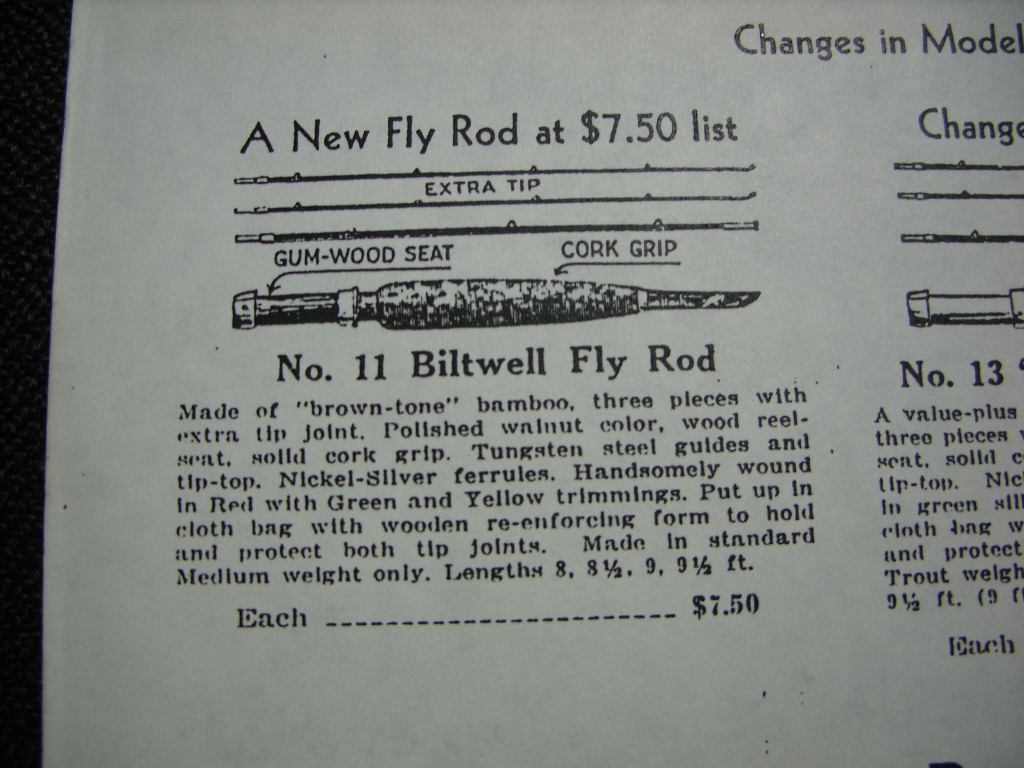 Changes in Model
A New Fly Rod at $7.50 list
EXTRA TIP
GUM-WOOD SEAT
CORK GRIP
No. 11 Biltwell Fly Rod
Made of "brown-tone" bamboo, three pieces with
extra tip joint. Polished walnut color, wood reel-
seat, solid cork grip. Tungsten steel guides and
tip-top. Nickel-Silver ferrules. Handsomely wound
in Red with Green and Yellow trimmings. Put up in
cloth bag with wooden re-enforcing form to hold
and protect both tip joints. Made in standard
Medium weight only. Lengths 8, 8½, 9, 9½ ft.
Each ---------------------- $7.50
Change
No. 13
A value-plus
three pieces
seat, solid
tip-top.
in green
cloth bag
and protect
Trout weigh
9½ ft. (9
Each